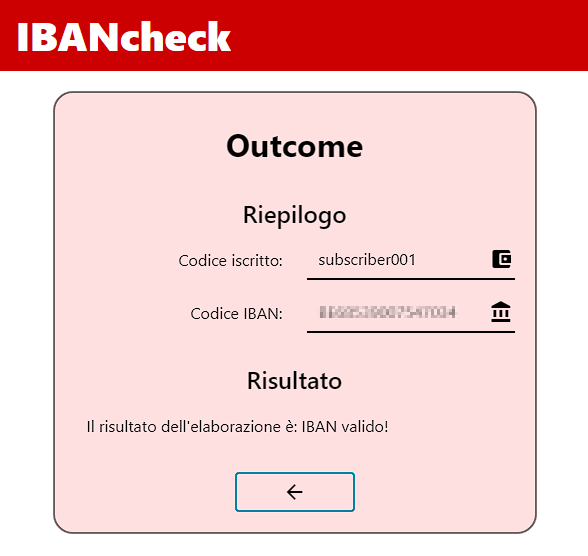 IBANcheck
Outcome
Riepilogo
Codice iscritto: subscriber001
Codice IBAN:
Risultato
Il risultato dell'elaborazione è: IBAN valido!